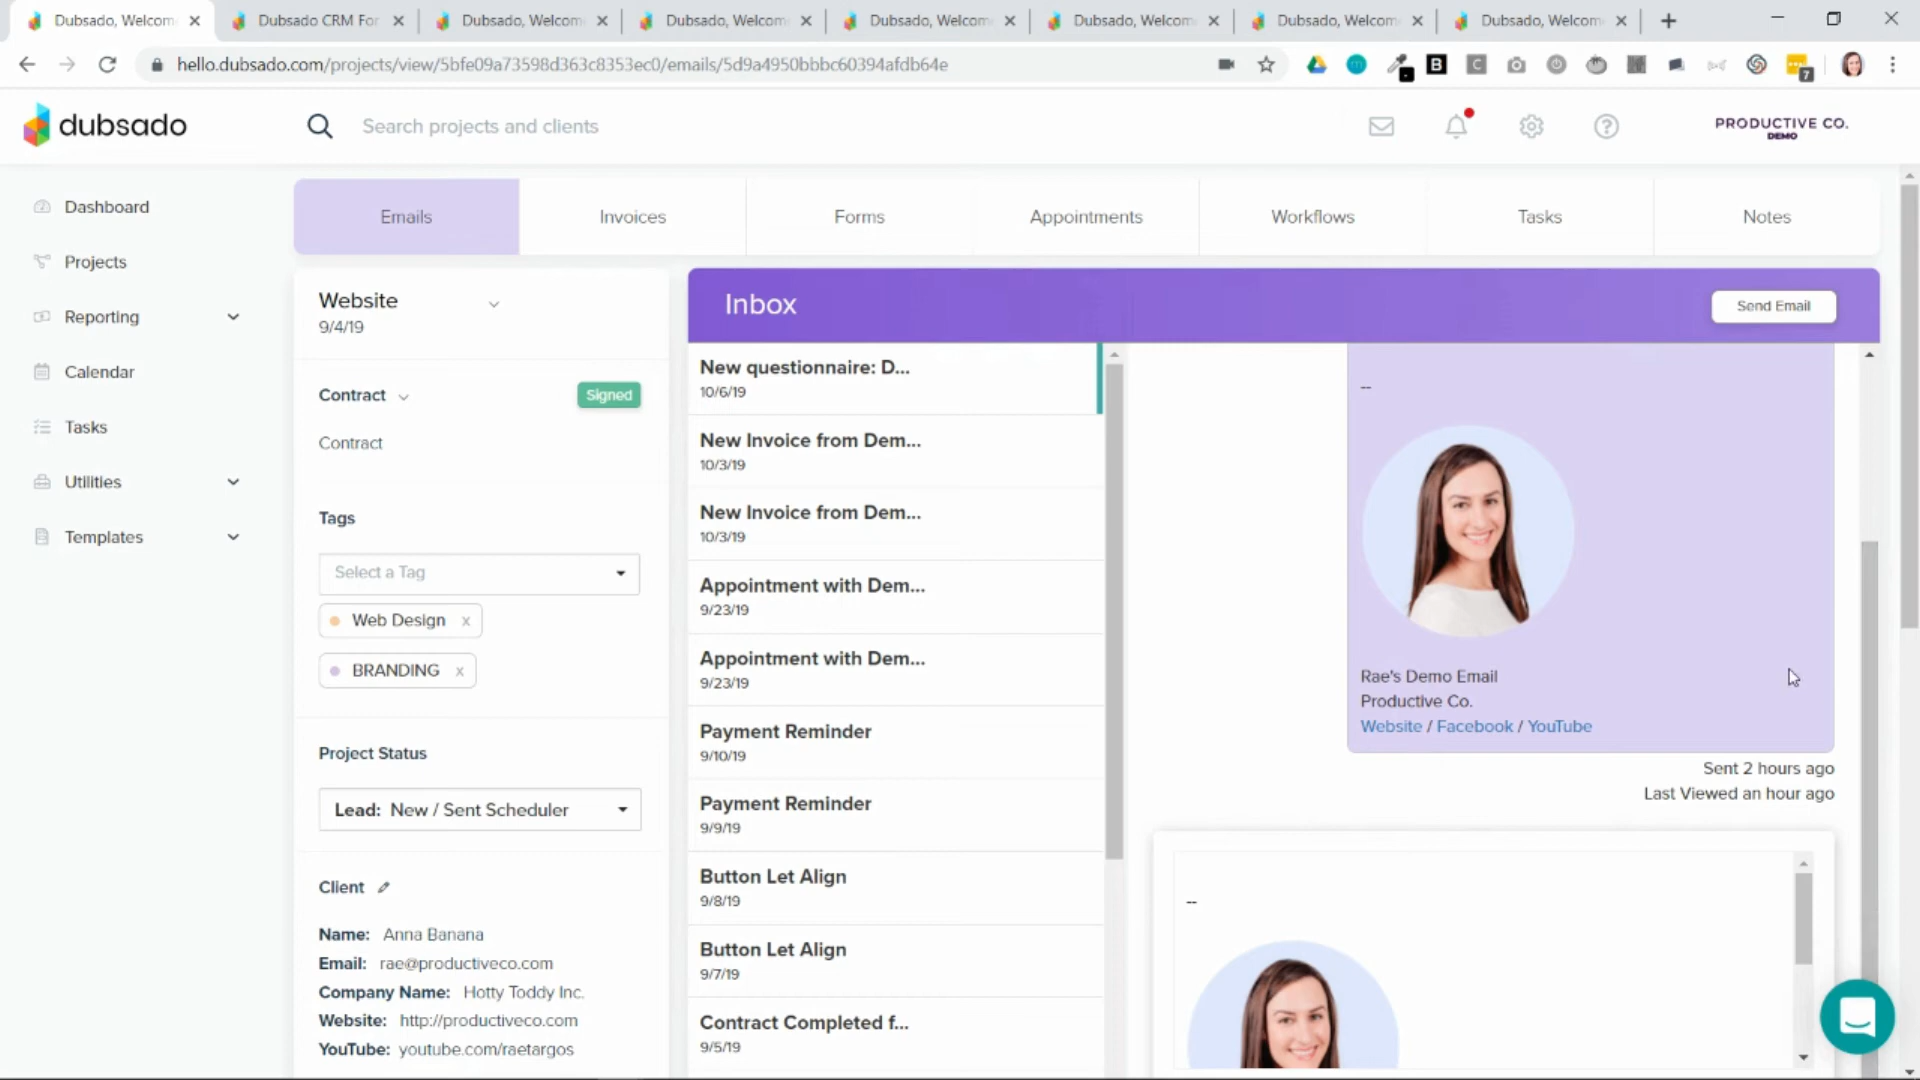 Dubsado, Welcom
Dubsado CRM For
Dubsado, Welcom
Dubsado, Welcom
Dubsado, Welcom
Dubsado, Welcom
Dubsado, Welcom
Dubsado, Welcom
hello.dubsado.com/projects/view/5bfe09a73598d363c8353ec0/emails/5d9a4950bbbc60394afdb64e
B
C
7
dubsado
Search projects and clients
PRODUCTIVE CO.
DEMO
Dashboard
Projects
Reporting
Calendar
Tasks
Utilities
Templates
Emails
Invoices
Forms
Appointments
Workflows
Tasks
Notes
Website
9/4/19
Contract
Signed
Contract
Tags
Select a Tag
Web Design x
BRANDING x
Project Status
Lead: New / Sent Scheduler
Client
Name: Anna Banana
Email: rae@productiveco.com
Company Name: Hotty Toddy Inc.
Website: http://productiveco.com
YouTube: youtube.com/raetargos
Inbox
Send Email
New questionnaire: D...
10/6/19
New Invoice from Dem...
10/3/19
New Invoice from Dem...
10/3/19
Appointment with Dem...
9/23/19
Appointment with Dem...
9/23/19
Payment Reminder
9/10/19
Payment Reminder
9/9/19
Button Let Align
9/8/19
Button Let Align
9/7/19
Contract Completed f...
9/5/19
--
Rae's Demo Email
Productive Co.
Website / Facebook / YouTube
Sent 2 hours ago
Last Viewed an hour ago
--